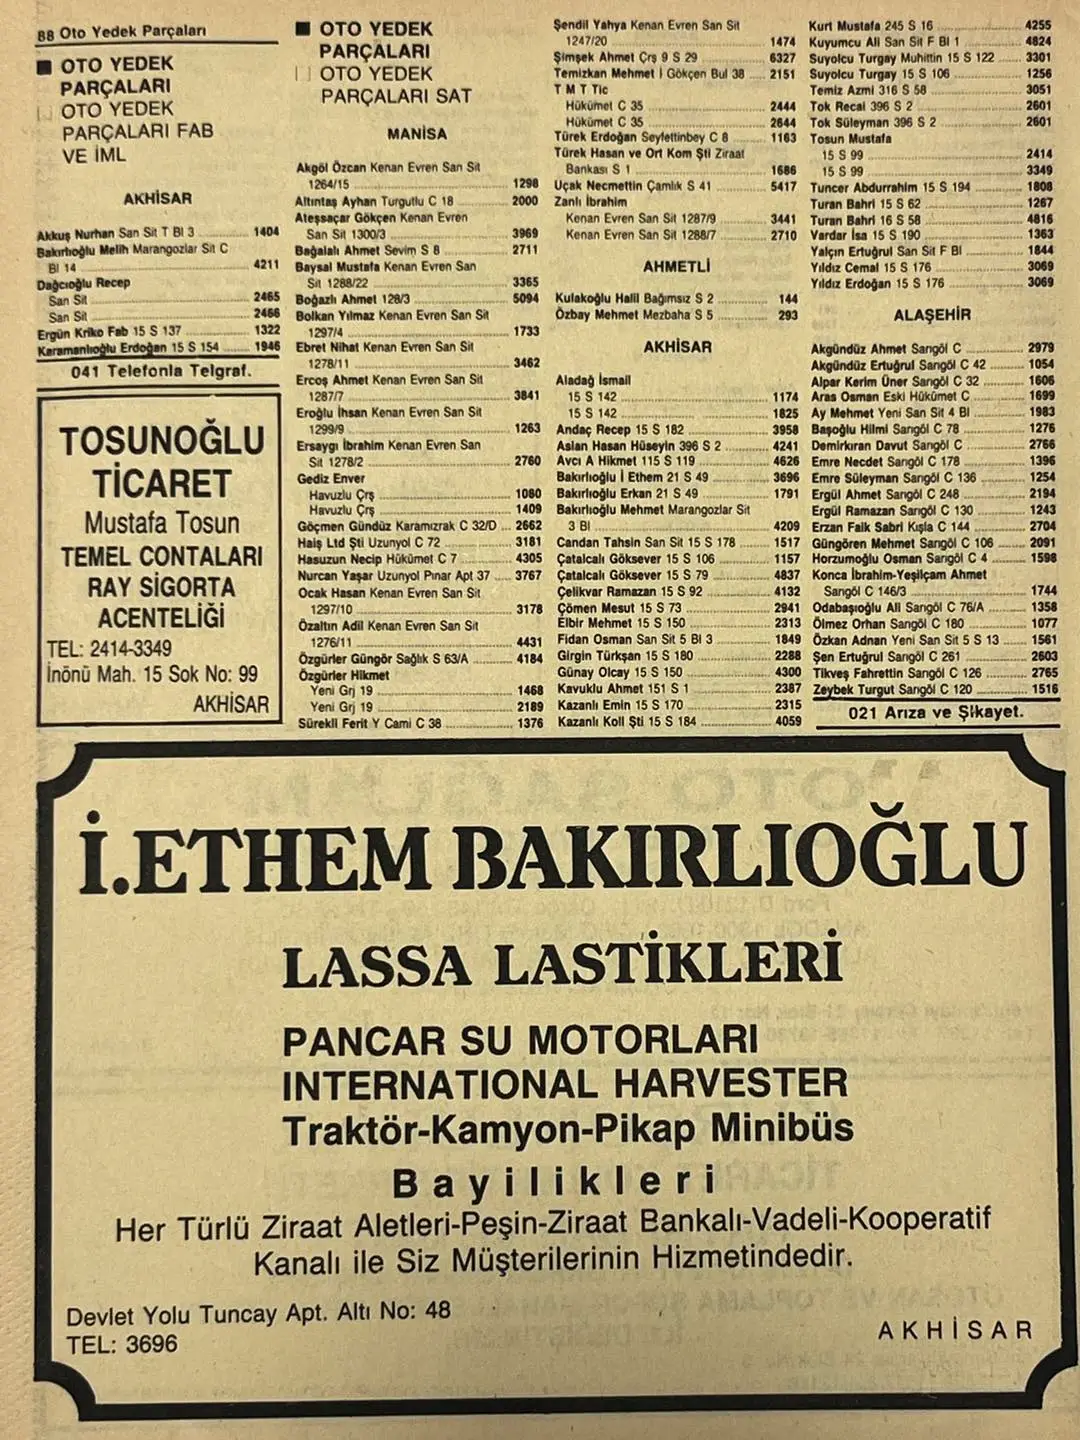 88 Oto Yedek Parçaları
OTO YEDEK
PARÇALARI
OTO YEDEK
PARÇALARI FAB
VE İML
AKHİSAR
Akkuş Nurhan San Sit T Bl 3 1404
Bakırlıoğlu Melih Marangozlar Sit C
Bl 14 4211
Dağcıoğlu Recep
San Sit 2465
San Sit 2466
Ergün Kriko Fab 15 S 137 1322
Karamanlıoğlu Erdoğan 15 S 154 1946
041 Telefonla Telgraf.
TOSUNOĞLU
TİCARET
Mustafa Tosun
TEMEL CONTALARI
RAY SİGORTA
ACENTELİĞİ
TEL: 2414-3349
İnönü Mah. 15 Sok No: 99
AKHİSAR
OTO YEDEK
PARÇALARI
OTO YEDEK
PARÇALARI SAT
MANİSA
Akgöl Özcan Kenan Evren San Sit
1264/15 1298
Altıntaş Ayhan Turgutlu C 18 2000
Ateşsaçar Gökçen Kenan Evren
San Sit 1300/3 3969
Bağalalı Ahmet Sevim S 8 2711
Baysal Mustafa Kenan Evren San
Sit 1288/22 3365
Boğazlı Ahmet 128/3 5094
Bolkan Yılmaz Kenan Evren San Sit
1297/4 1733
Ebret Nihat Kenan Evren San Sit
1278/11 3462
Ercoş Ahmet Kenan Evren San Sit
1287/7 3841
Eroğlu İhsan Kenan Evren San Sit
1299/9 1263
Ersaygı İbrahim Kenan Evren San
Sit 1278/2 2760
Gediz Enver
Havuzlu Çrş 1080
Havuzlu Çrş 1409
Göçmen Gündüz Karamızrak C 32/D 2662
Haiş Ltd Şti Uzunyol C 72 3181
Hasuzun Necip Hükümet C 7 4305
Nurcan Yaşar Uzunyol Pınar Apt 37 3767
Ocak Hasan Kenan Evren San Sit
1297/10 3178
Özaltın Adil Kenan Evren San Sit
1276/11 4431
Özgürler Güngör Sağlık S 63/A 4184
Özgürler Hikmet
Yeni Grj 19 1468
Yeni Grj 19 2189
Sürekli Ferit Y Cami C 38 1376
Şendil Yahya Kenan Evren San Sit
1247/20 1474
Şimşek Ahmet Çrş 9 S 29 6327
Temizkan Mehmet İ Gökçen Bul 38 2151
T M T Tic
Hükümet C 35 2444
Hükümet C 35 2644
Türek Erdoğan Seyfettinbey C 8 1163
Türek Hasan ve Ort Kom Şti Ziraat
Bankası S 1 1686
Uçak Necmettin Çamlık S 41 5417
Zanlı İbrahim
Kenan Evren San Sit 1287/9 3441
Kenan Evren San Sit 1288/7 2710
AHMETLİ
Kulakoğlu Halil Bağımsız S 2 144
Özbay Mehmet Mezbaha S 5 293
AKHİSAR
Aladağ İsmail
15 S 142 1174
15 S 142 1825
Andaç Recep 15 S 182 3958
Aslan Hasan Hüseyin 396 S 2 4241
Avcı A Hikmet 115 S 119 4626
Bakırlıoğlu İ Ethem 21 S 49 3696
Bakırlıoğlu Erkan 21 S 49 1791
Bakırlıoğlu Mehmet Marangozlar Sit
3 Bl 4209
Candan Tahsin San Sit 15 S 178 1517
Çatalcalı Göksever 15 S 106 1157
Çatalcalı Göksever 15 S 79 4837
Çelikvar Ramazan 15 S 92 4132
Çömen Mesut 15 S 73 2941
Elbir Mehmet 15 S 150 2313
Fidan Osman San Sit 5 Bl 3 1849
Girgin Türkşan 15 S 180 2288
Günay Olcay 15 S 150 4300
Kavuklu Ahmet 151 S 1 2387
Kazanlı Emin 15 S 170 2315
Kazanlı Koll Şti 15 S 184 4059
Kurt Mustafa 245 S 16 4255
Kuyumcu Ali San Sit F Bl 1 4824
Suyolcu Turgay Muhittin 15 S 122 3301
Suyolcu Turgay 15 S 106 1256
Temiz Azmi 316 S 58 3051
Tok Recai 396 S 2 2601
Tok Süleyman 396 S 2 2601
Tosun Mustafa
15 S 99 2414
15 S 99 3349
Tuncer Abdurrahim 15 S 194 1808
Turan Bahri 15 S 62 1267
Turan Bahri 16 S 58 4816
Vardar İsa 15 S 190 1363
Yalçın Ertuğrul San Sit F Bl 1844
Yıldız Cemal 15 S 176 3069
Yıldız Erdoğan 15 S 176 3069
ALAŞEHİR
Akgündüz Ahmet Sarıgöl C 2979
Akgündüz Ertuğrul Sarıgöl C 42 1054
Alpar Kerim Üner Sarıgöl C 32 1606
Aras Osman Eski Hükümet C 1699
Ay Mehmet Yeni San Sit 4 Bl 1983
Başoğlu Hilmi Sarıgöl C 78 1276
Demirkıran Davut Sarıgöl C 2766
Emre Necdet Sarıgöl C 178 1396
Emre Süleyman Sarıgöl C 136 1254
Ergül Ahmet Sarıgöl C 248 2194
Ergül Ramazan Sarıgöl C 130 1243
Erzan Faik Sabri Kışla C 144 2704
Güngören Mehmet Sarıgöl C 106 2091
Horzumoğlu Osman Sarıgöl C 4 1598
Konca İbrahim-Yeşilçam Ahmet
Sarıgöl C 146/3 1744
Odabaşıoğlu Ali Sarıgöl C 76/A 1358
Ölmez Orhan Sarıgöl C 180 1077
Özkan Adnan Yeni San Sit 5 S 13 1561
Şen Ertuğrul Sarıgöl C 261 2603
Tikveş Fahrettin Sarıgöl C 126 2765
Zeybek Turgut Sarıgöl C 120 1516
021 Arıza ve Şikayet.
İ.ETHEM BAKIRLIOĞLU
LASSA LASTİKLERİ
PANCAR SU MOTORLARI
INTERNATIONAL HARVESTER
Traktör-Kamyon-Pikap Minibüs
Bayilikleri
Her Türlü Ziraat Aletleri-Peşin-Ziraat Bankalı-Vadeli-Kooperatif
Kanalı ile Siz Müşterilerinin Hizmetindedir.
Devlet Yolu Tuncay Apt. Altı No: 48
TEL: 3696
AKHİSAR